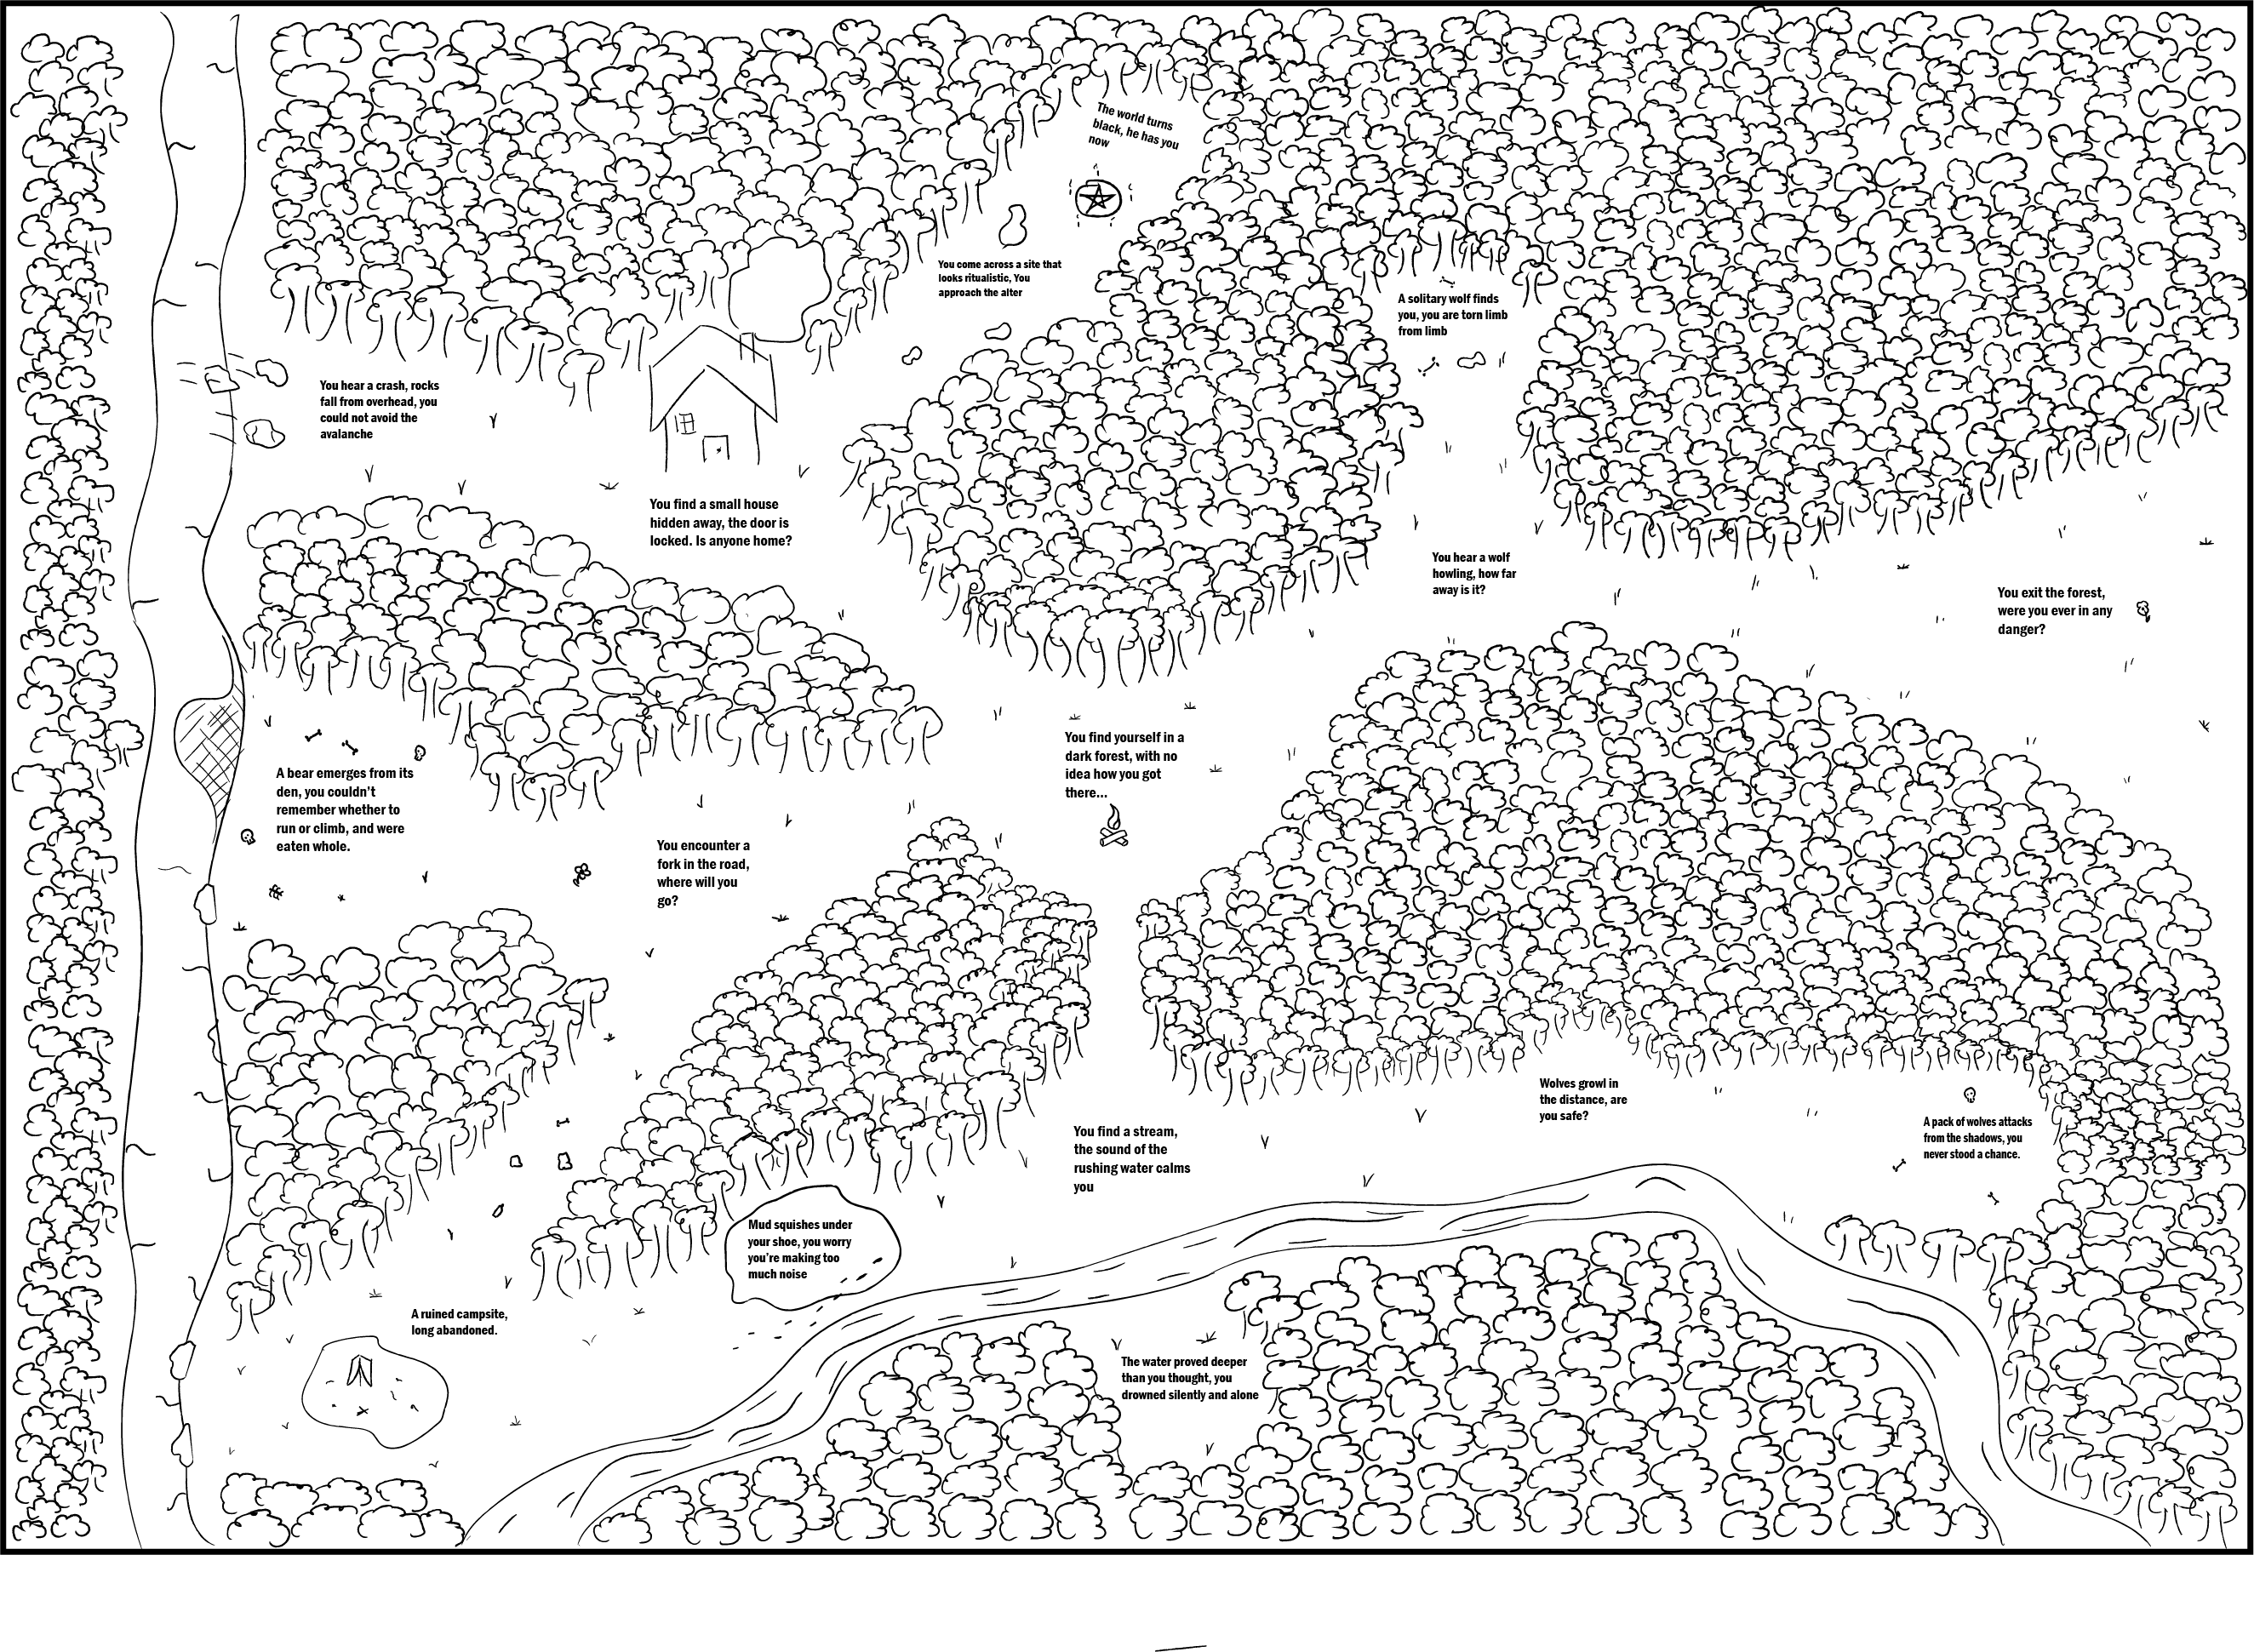 The world turns
black, he has you
now
You come across a site that
looks ritualistic, You
approach the alter
A solitary wolf finds
you, you are torn limb
from limb
You hear a crash, rocks
fall from overhead, you
could not avoid the
avalanche
You find a small house
hidden away, the door is
locked. Is anyone home?
You hear a wolf
howling, how far
away is it?
You exit the forest,
were you ever in any
danger?
You find yourself in a
dark forest, with no
idea how you got
there...
A bear emerges from its
den, you couldn't
remember whether to
run or climb, and were
eaten whole.
You encounter a
fork in the road,
where will you
go?
Wolves growl in
the distance, are
you safe?
A pack of wolves attacks
from the shadows, you
never stood a chance.
You find a stream,
the sound of the
rushing water calms
you
Mud squishes under
your shoe, you worry
you're making too
much noise
A ruined campsite,
long abandoned.
The water proved deeper
than you thought, you
drowned silently and alone